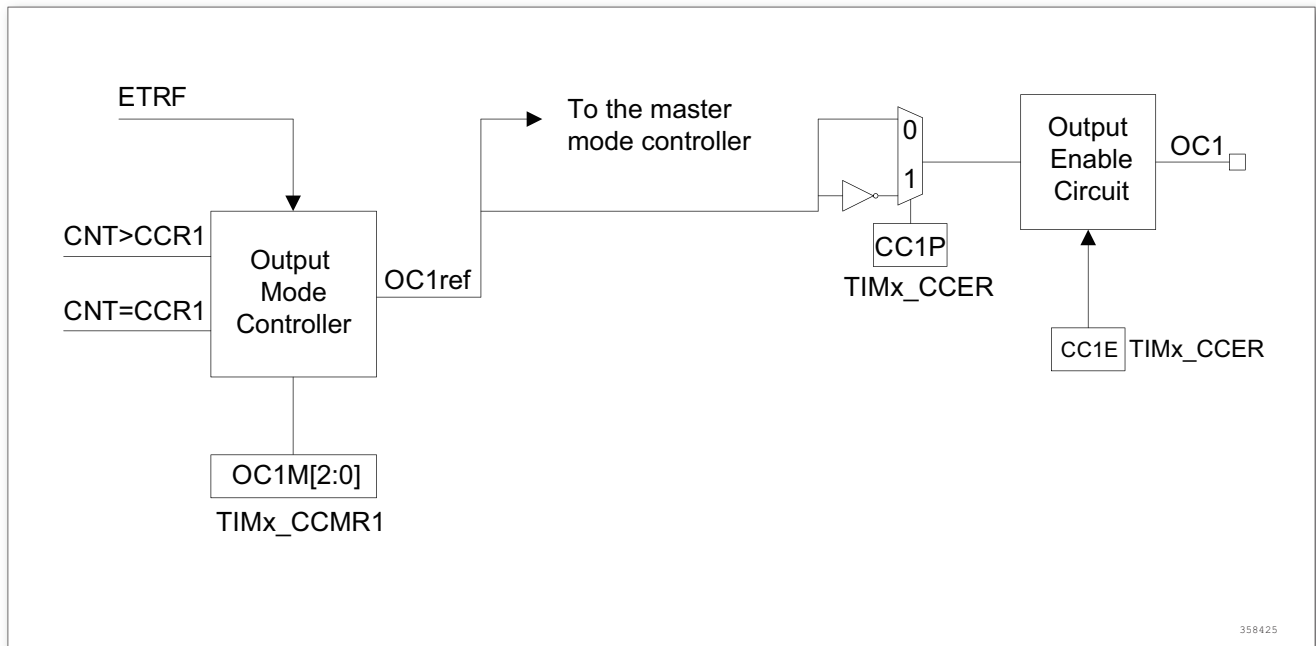 ETRF
To the master
mode controller
0
1
Output
Enable
Circuit
OC1
CNT>CCR1
CNT=CCR1
Output
Mode
Controller
OC1ref
CC1P
TIMx_CCER
CC1E
TIMx_CCER
OC1M[2:0]
TIMx_CCMR1
358425